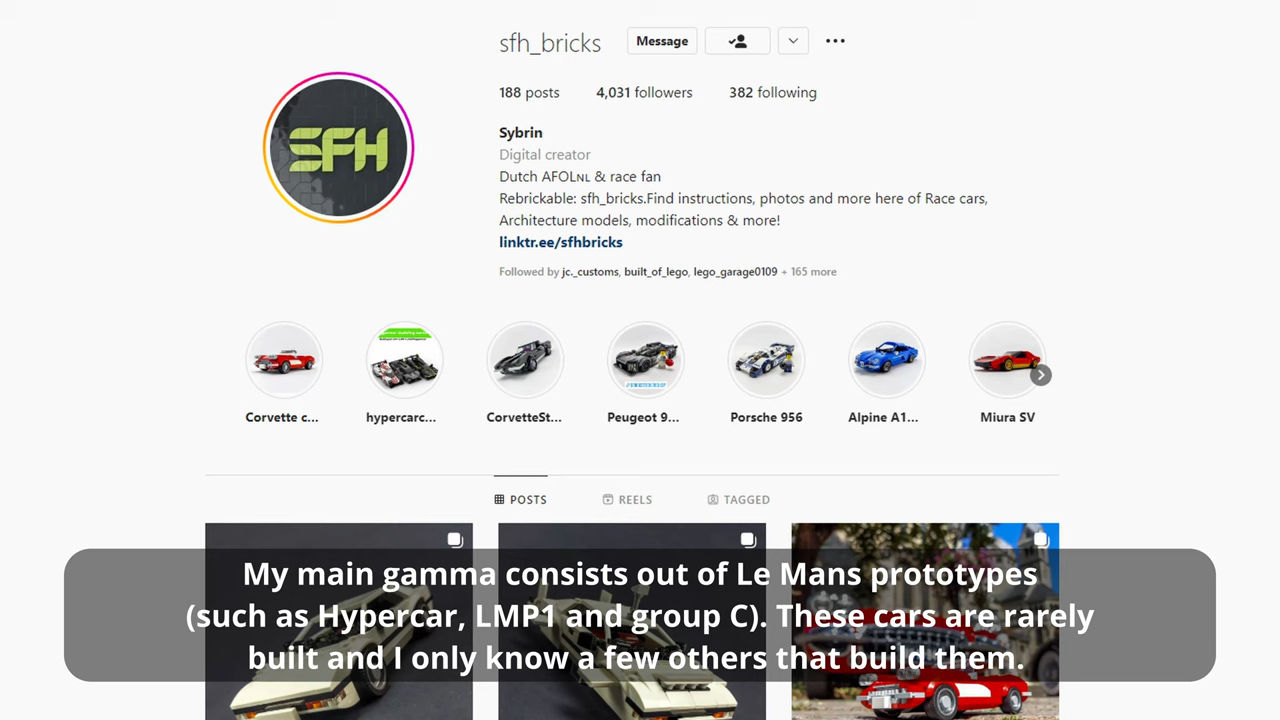 sfh_bricks Message
188 posts 4,031 followers 382 following
SFH
Sybrin
Digital creator
Dutch AFOLNL & race fan
Rebrickable: sfh_bricks.Find instructions, photos and more here of Race cars,
Architecture models, modifications & more!
linktr.ee/sfhbricks
Followed by jc._customs, built_of_lego, lego_garage0109 + 165 more
Corvette c... hypercarc... CorvetteSt... Peugeot 9... Porsche 956 Alpine A1... Miura SV
POSTS REELS TAGGED
My main gamma consists out of Le Mans prototypes
(such as Hypercar, LMP1 and group C). These cars are rarely
built and I only know a few others that build them.